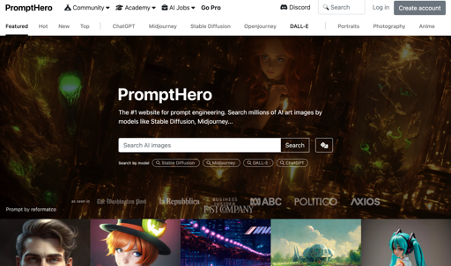 PromptHero
Community
Academy
AI Jobs
Go Pro
Discord
Search
Log in
Create account
Featured
Hot
New
Top
ChatGPT
Midjourney
Stable Diffusion
Openjourney
DALL-E
Portraits
Photography
Anime
PromptHero
The #1 website for prompt engineering. Search millions of AI art images by
models like Stable Diffusion, Midjourney...
Search AI images
Search
Search by model
Stable Diffusion
Midjourney
DALL-E
ChatGPT
as seen in
The Washington Post
la Repubblica
BUSINESS
INSIDER
FAST COMPANY
ABC
POLITICO
AXIOS
Prompt by reformatco